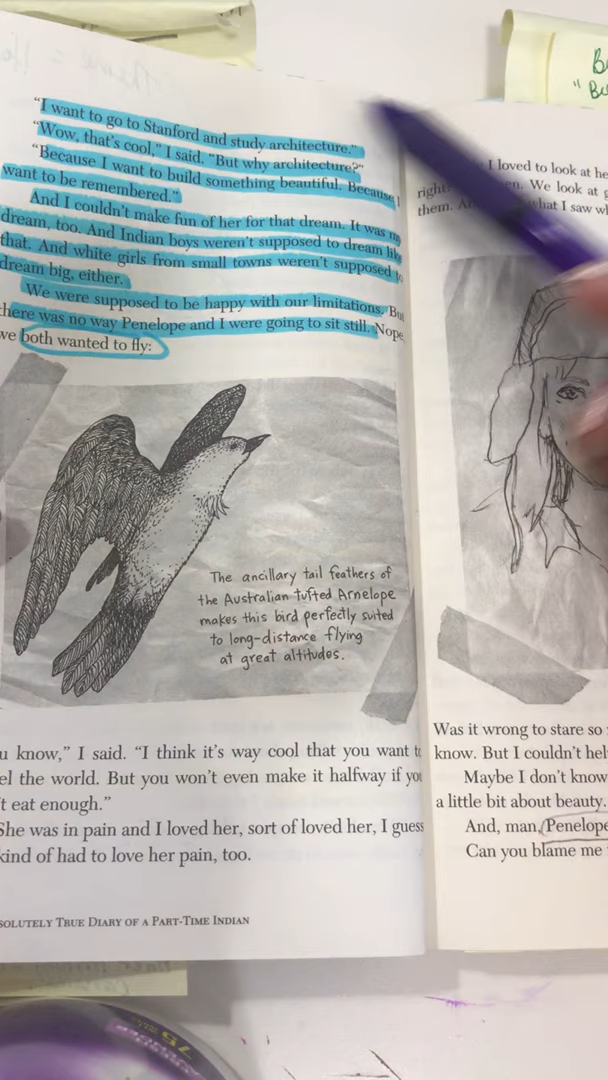 "I want to go to Stanford and study architecture."
"Wow, that's cool," I said. "But why architecture?"
"Because I want to build something beautiful. Because I
want to be remembered."
And I couldn't make fun of her for that dream. It was my
dream, too. And Indian boys weren't supposed to dream like
that. And white girls from small towns weren't supposed to
dream big, either.
We were supposed to be happy with our limitations. But
there was no way Penelope and I were going to sit still. Nope,
we both wanted to fly:
The ancillary tail feathers of
the Australian tufted Arnelope
makes this bird perfectly suited
to long-distance flying
at great altitudes.
u know," I said. "I think it's way cool that you want t
el the world. But you won't even make it halfway if you
't eat enough."
She was in pain and I loved her, sort of loved her, I guess
kind of had to love her pain, too.
SOLUTELY TRUE DIARY OF A PART-TIME INDIAN
I loved to look at he
right. We look at g
them. what I saw wh
Was it wrong to stare so
know. But I couldn't hel
Maybe I don't know
a little bit about beauty.
And, man, Penelope
Can you blame me
75